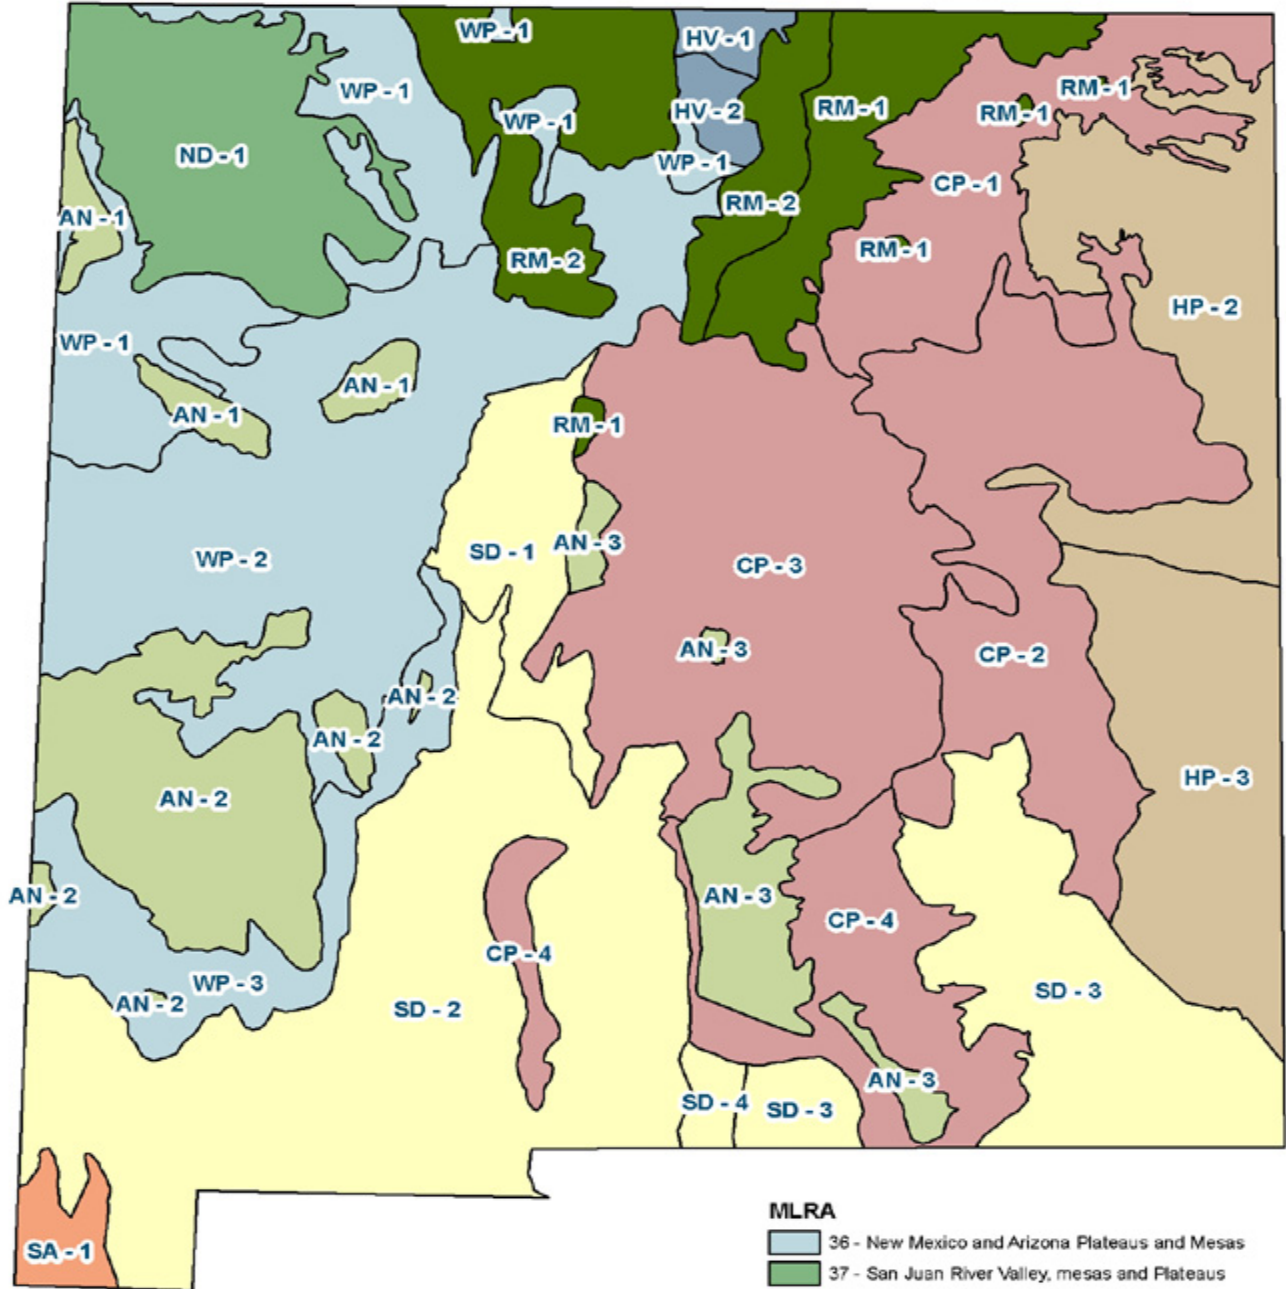 WP - 1
HV - 1
WP - 1
RM - 1
HV - 2
RM - 1
RM - 1
WP - 1
ND - 1
WP - 1
CP - 1
RM - 2
AN - 1
RM - 1
RM - 2
HP - 2
WP - 1
AN - 1
AN - 1
RM - 1
AN - 3
SD - 1
WP - 2
CP - 3
AN - 3
CP - 2
AN - 2
AN - 2
HP - 3
AN - 2
AN - 2
AN - 3
CP - 4
CP - 4
WP - 3
SD - 3
AN - 2
SD - 2
AN - 3
SD - 4
SD - 3
SA - 1
MLRA
36 - New Mexico and Arizona Plateaus and Mesas
37 - San Juan River Valley, mesas and Plateaus